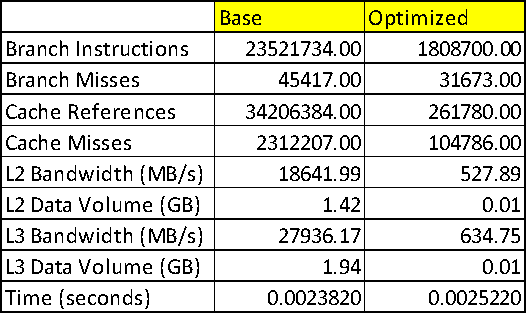 Base Optimized
Branch Instructions 23521734.00 1808700.00
Branch Misses 45417.00 31673.00
Cache References 34206384.00 261780.00
Cache Misses 2312207.00 104786.00
L2 Bandwidth (MB/s) 18641.99 527.89
L2 Data Volume (GB) 1.42 0.01
L3 Bandwidth (MB/s) 27936.17 634.75
L3 Data Volume (GB) 1.94 0.01
Time (seconds) 0.0023820 0.0025220